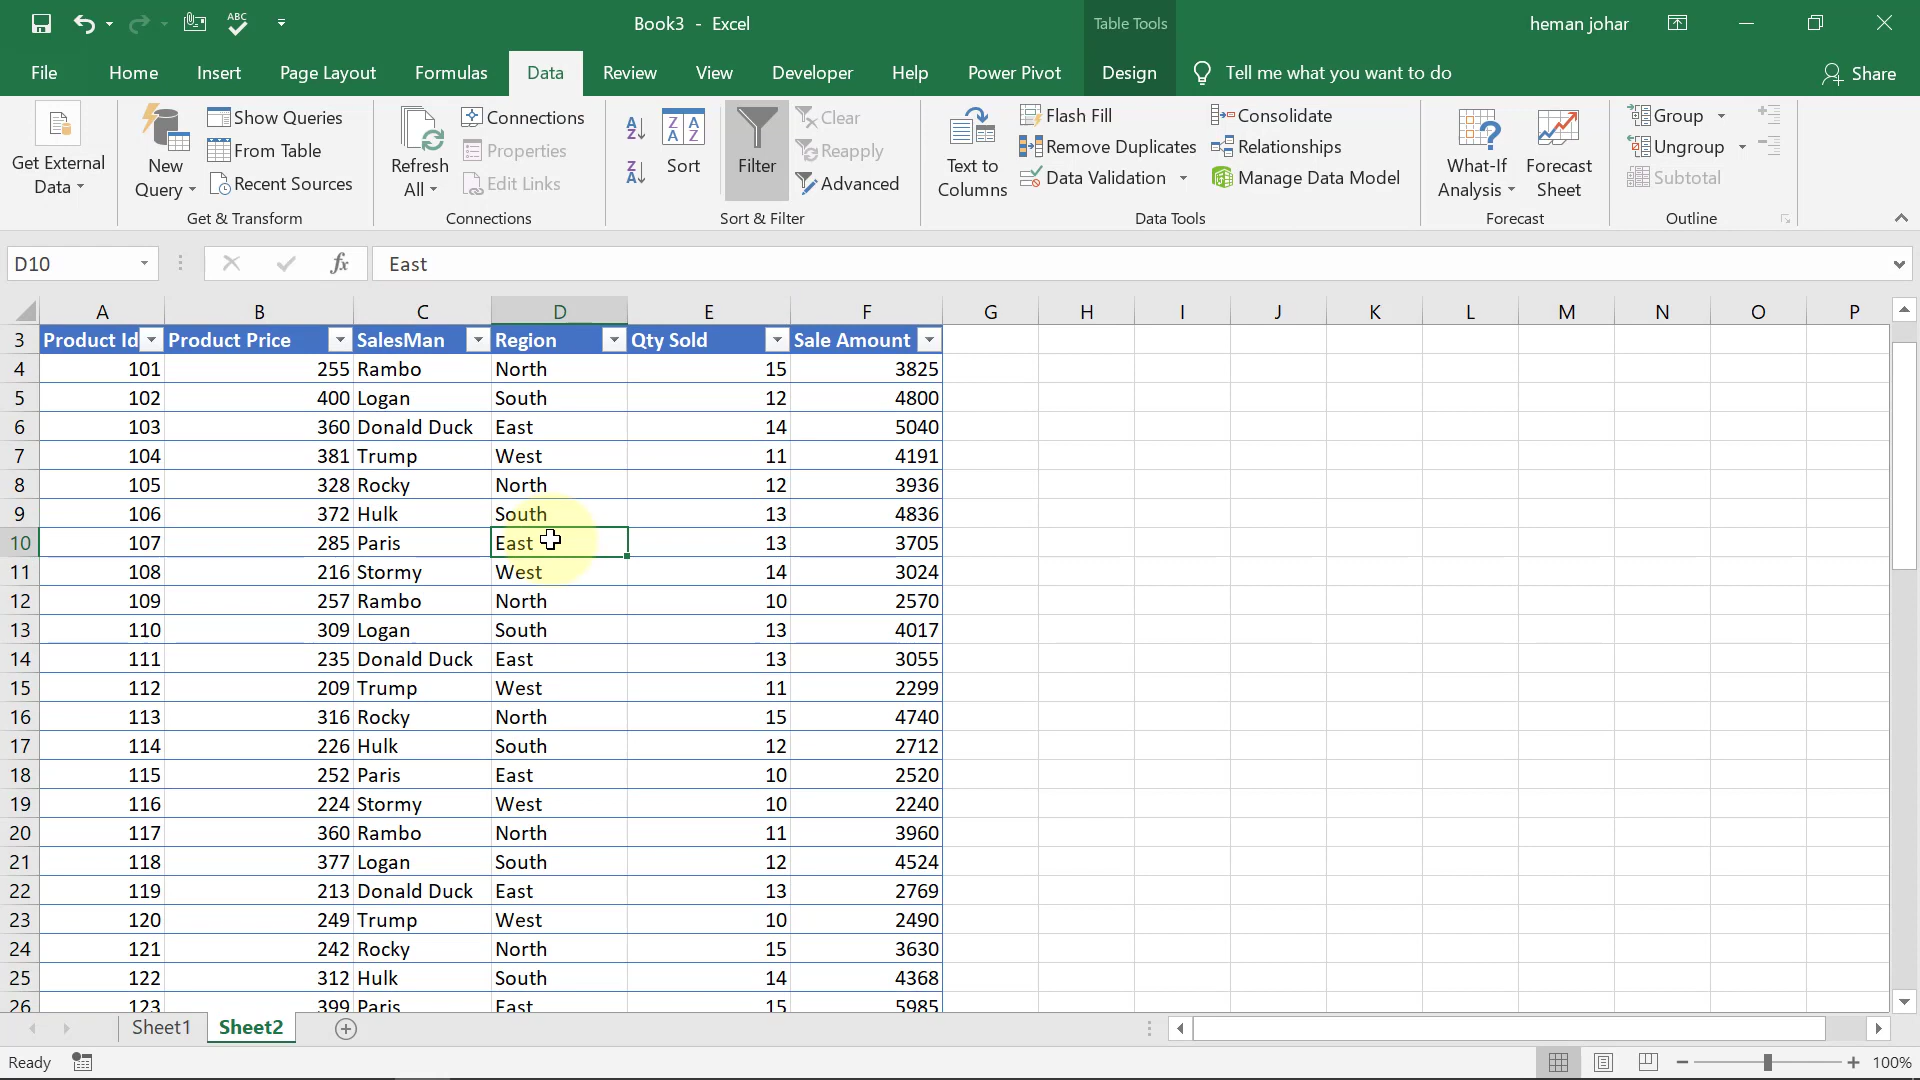 ABC
Book3 - Excel
Table Tools
heman johar
File
Home
Insert
Page Layout
Formulas
Data
Review
View
Developer
Help
Power Pivot
Design
Tell me what you want to do
Share
Get External Data
New Query
Show Queries
From Table
Recent Sources
Get & Transform
Refresh All
Connections
Properties
Edit Links
Connections
Sort
Filter
Clear
Reapply
Advanced
Sort & Filter
Text to Columns
Flash Fill
Remove Duplicates
Data Validation
Consolidate
Relationships
Manage Data Model
Data Tools
What-If Analysis
Forecast Sheet
Forecast
Group
Ungroup
Subtotal
Outline
D10
fx
East
A B C D E F G H I J K L M N O P
3 Product Id Product Price SalesMan Region Qty Sold Sale Amount
4 101 255 Rambo North 15 3825
5 102 400 Logan South 12 4800
6 103 360 Donald Duck East 14 5040
7 104 381 Trump West 11 4191
8 105 328 Rocky North 12 3936
9 106 372 Hulk South 13 4836
10 107 285 Paris East 13 3705
11 108 216 Stormy West 14 3024
12 109 257 Rambo North 10 2570
13 110 309 Logan South 13 4017
14 111 235 Donald Duck East 13 3055
15 112 209 Trump West 11 2299
16 113 316 Rocky North 15 4740
17 114 226 Hulk South 12 2712
18 115 252 Paris East 10 2520
19 116 224 Stormy West 10 2240
20 117 360 Rambo North 11 3960
21 118 377 Logan South 12 4524
22 119 213 Donald Duck East 13 2769
23 120 249 Trump West 10 2490
24 121 242 Rocky North 15 3630
25 122 312 Hulk South 14 4368
26 123 399 Paris East 15 5985
Sheet1
Sheet2
Ready
100%